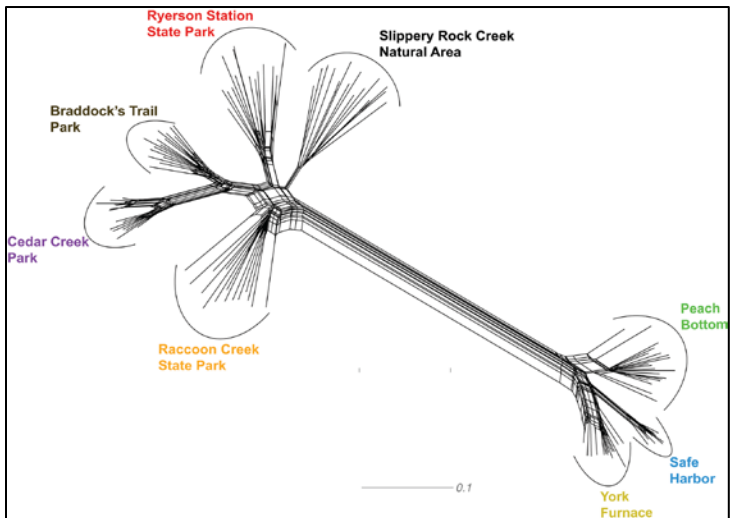 Ryerson Station
State Park
Slippery Rock Creek
Natural Area
Braddock's Trail
Park
Cedar Creek
Park
Raccoon Creek
State Park
Peach
Bottom
Safe
Harbor
York
Furnace
0.1